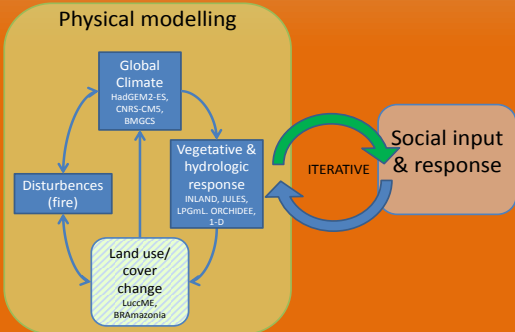 Physical modelling
Global
Climate
HadGEM2-ES,
CNRS-CM5,
BMGCS
Vegetative &
hydrologic
response
INLAND, JULES,
LPGmL. ORCHIDEE,
1-D
Disturbences
(fire)
Land use/
cover
change
LuccME,
BRAmazonia
ITERATIVE
Social input
& response